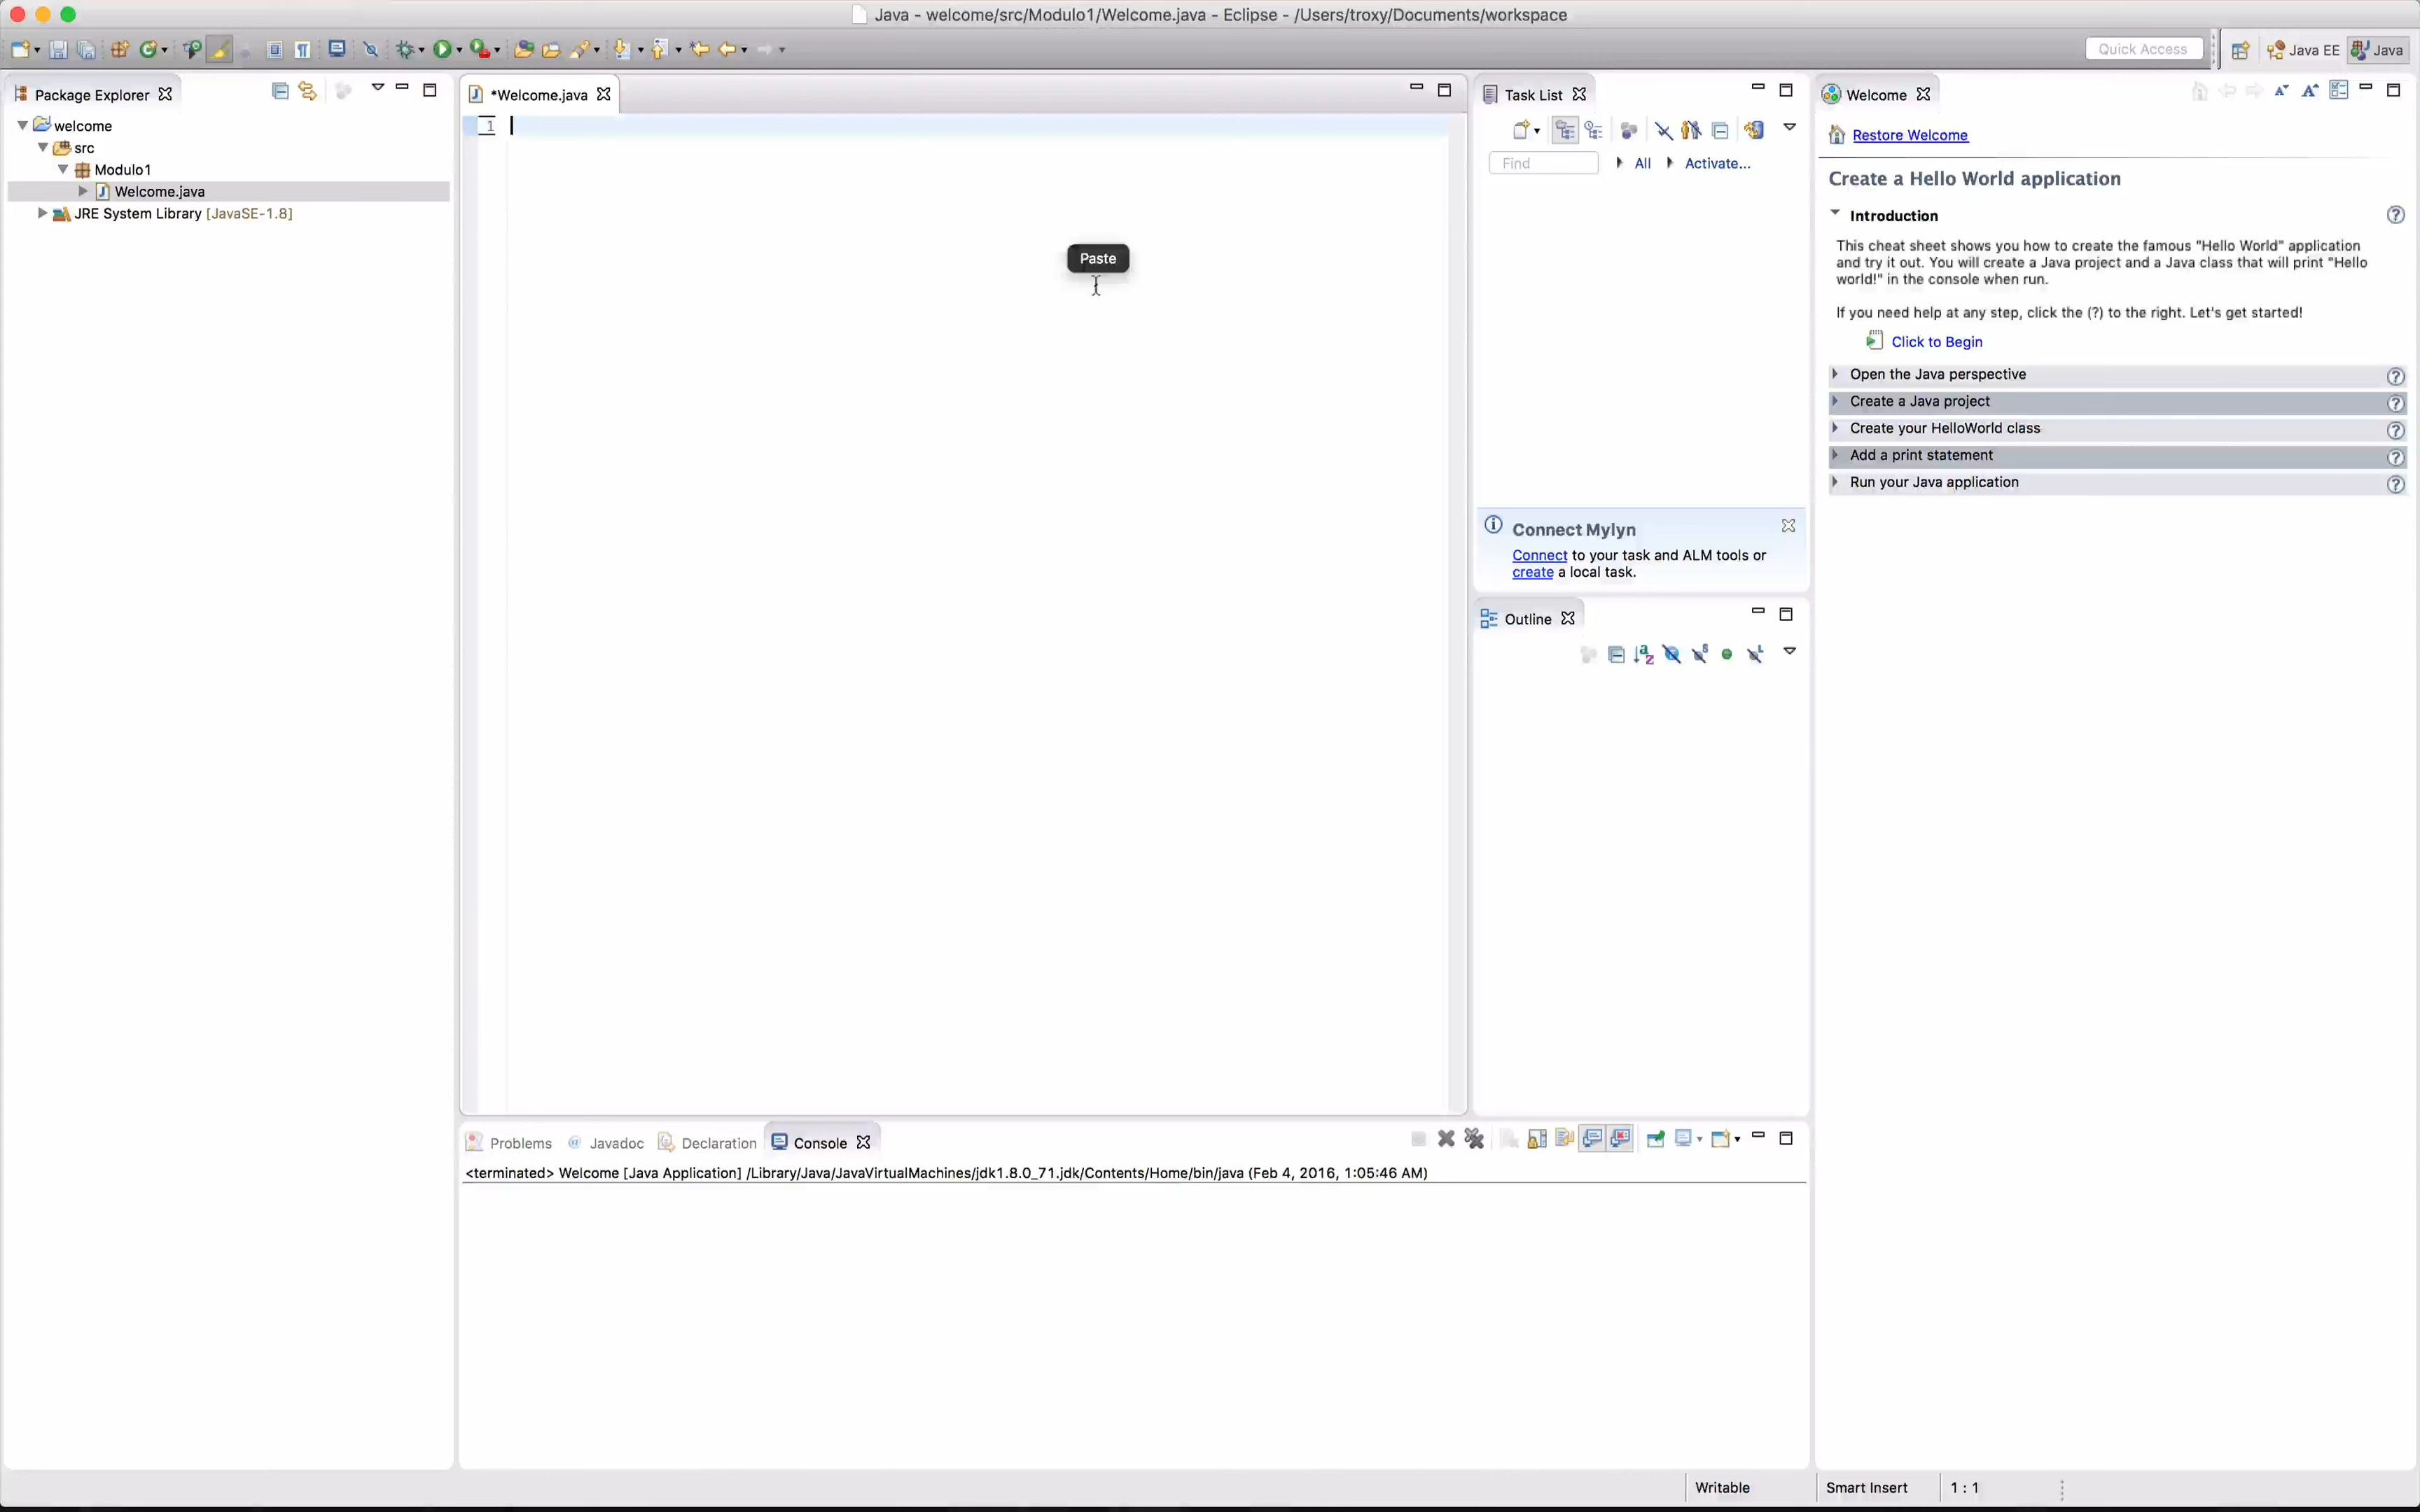 Java - welcome/src/Modulo1/Welcome.java - Eclipse - /Users/troxy/Documents/workspace
Quick Access
Java EE
Java
Package Explorer
welcome
src
Modulo1
Welcome.java
JRE System Library [JavaSE-1.8]
*Welcome.java
1
Paste
Task List
Find
All
Activate...
Connect Mylyn
Connect to your task and ALM tools or
create a local task.
Outline
Welcome
Restore Welcome
Create a Hello World application
Introduction
This cheat sheet shows you how to create the famous "Hello World" application
and try it out. You will create a Java project and a Java class that will print "Hello
world!" in the console when run.
If you need help at any step, click the (?) to the right. Let's get started!
Click to Begin
Open the Java perspective
Create a Java project
Create your HelloWorld class
Add a print statement
Run your Java application
Problems
Javadoc
Declaration
Console
<terminated> Welcome [Java Application] /Library/Java/JavaVirtualMachines/jdk1.8.0_71.jdk/Contents/Home/bin/java (Feb 4, 2016, 1:05:46 AM)
Writable
Smart Insert
1 : 1